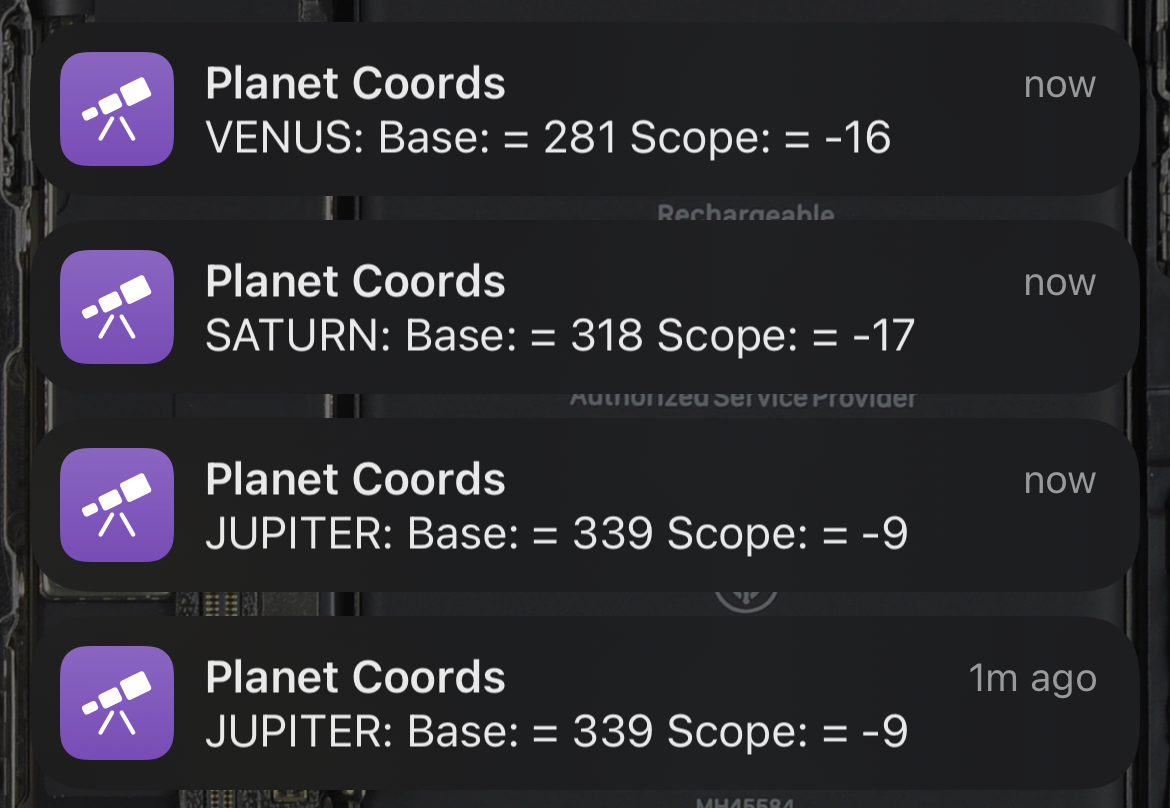 Planet Coords
now
VENUS: Base: = 281 Scope: = -16
Rechargeable
Planet Coords
now
SATURN: Base: = 318 Scope: = -17
Authorized Service Provider
Planet Coords
now
JUPITER: Base: = 339 Scope: = -9
Planet Coords
1m ago
JUPITER: Base: = 339 Scope: = -9